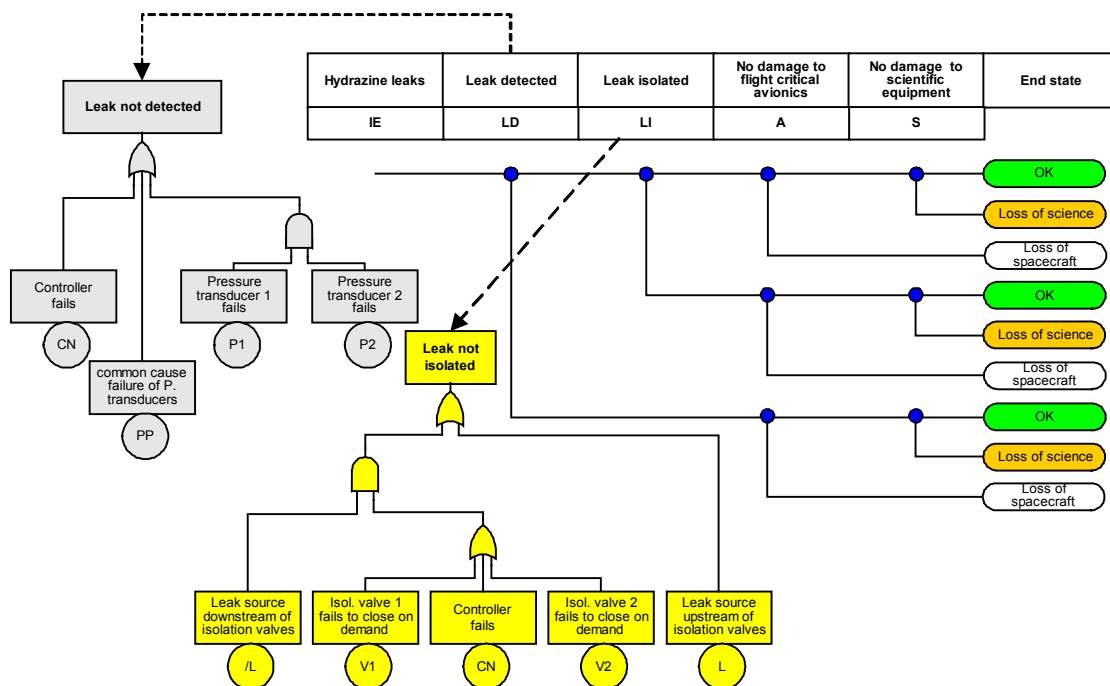 Hydrazine leaks
Leak detected
Leak isolated
No damage to
flight critical
avionics
No damage to
scientific
equipment
End state
IE
LD
LI
A
S
Leak not detected
OK
Loss of science
Loss of
spacecraft
OK
Loss of science
Loss of
spacecraft
OK
Loss of science
Loss of
spacecraft
Controller
fails
CN
common cause
failure of P.
transducers
PP
Pressure
transducer 1
fails
P1
Pressure
transducer 2
fails
P2
Leak not
isolated
Leak source
downstream of
isolation valves
/L
Isol. valve 1
fails to close on
demand
V1
Controller
fails
CN
Isol. valve 2
fails to close on
demand
V2
Leak source
upstream of
isolation valves
L